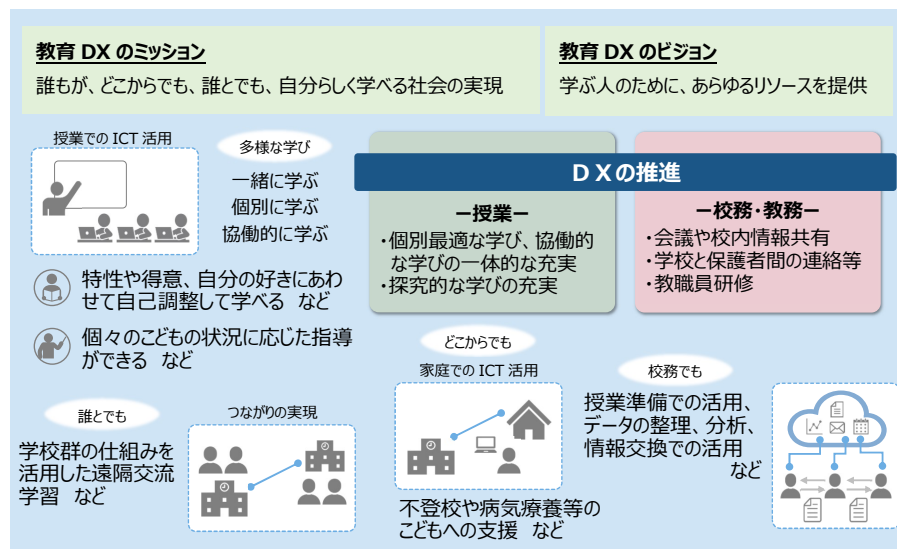 教育 DX のミッション
誰もが、どこからでも、誰とでも、自分らしく学べる社会の実現
教育 DX のビジョン
学ぶ人のために、あらゆるリソースを提供
授業での ICT 活用
多様な学び
一緒に学ぶ
個別に学ぶ
協働的に学ぶ
特性や得意、自分の好きにあわ
せて自己調整して学べる など
個々のこどもの状況に応じた指導
ができる など
DXの推進
ー授業ー
・個別最適な学び、協働的
な学びの一体的な充実
・探究的な学びの充実
ー校務・教務ー
・会議や校内情報共有
・学校と保護者間の連絡等
・教職員研修
誰とでも
学校群の仕組みを
活用した遠隔交流
学習 など
つながりの実現
どこからでも
家庭での ICT 活用
不登校や病気療養等の
こどもへの支援 など
校務でも
授業準備での活用、
データの整理、分析、
情報交換での活用
など